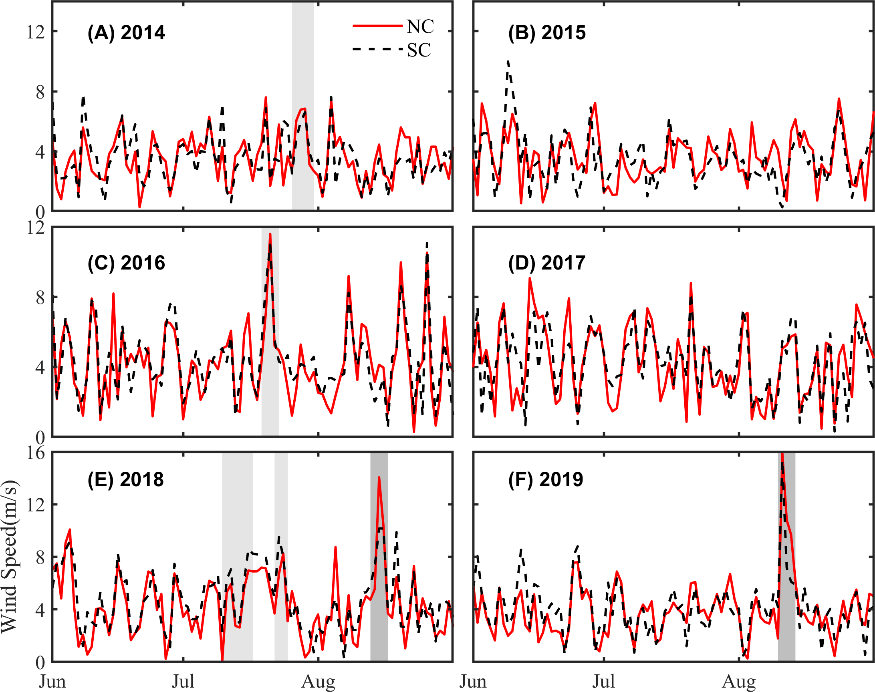 (A) 2014
NC
SC
(B) 2015
12
8
4
0
(C) 2016
(D) 2017
12
8
4
0
(E) 2018
(F) 2019
16
12
8
4
0
Wind Speed(m/s)
Jun Jul Aug Jun Jul Aug